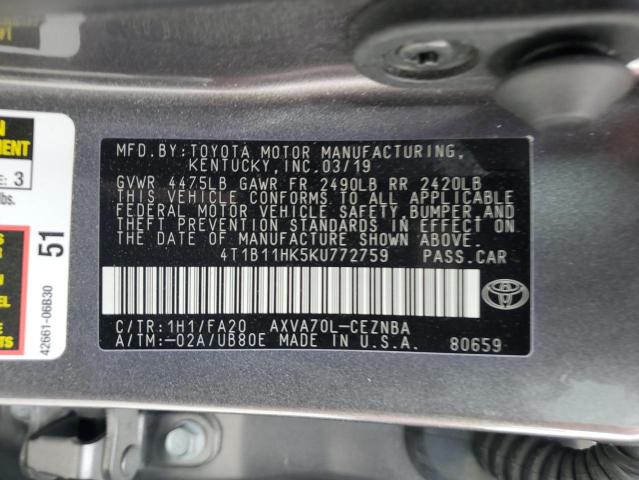 MFD.BY:TOYOTA MOTOR MANUFACTURING,
KENTUCKY, INC. 03/19
GVWR 4475LB GAWR FR 2490LB RR 2420LB
THIS VEHICLE CONFORMS TO ALL APPLICABLE
FEDERAL MOTOR VEHICLE SAFETY, BUMPER, AND
THEFT PREVENTION STANDARDS IN EFFECT ON
THE DATE OF MANUFACTURE SHOWN ABOVE.
4T1B11HK5KU772759 PASS.CAR
C/TR:1H1/FA20 AXVA70L-CEZNBA
A/TM:-02A/UB80E MADE IN U.S.A. 80659
3
lbs.
51
42661-06B30